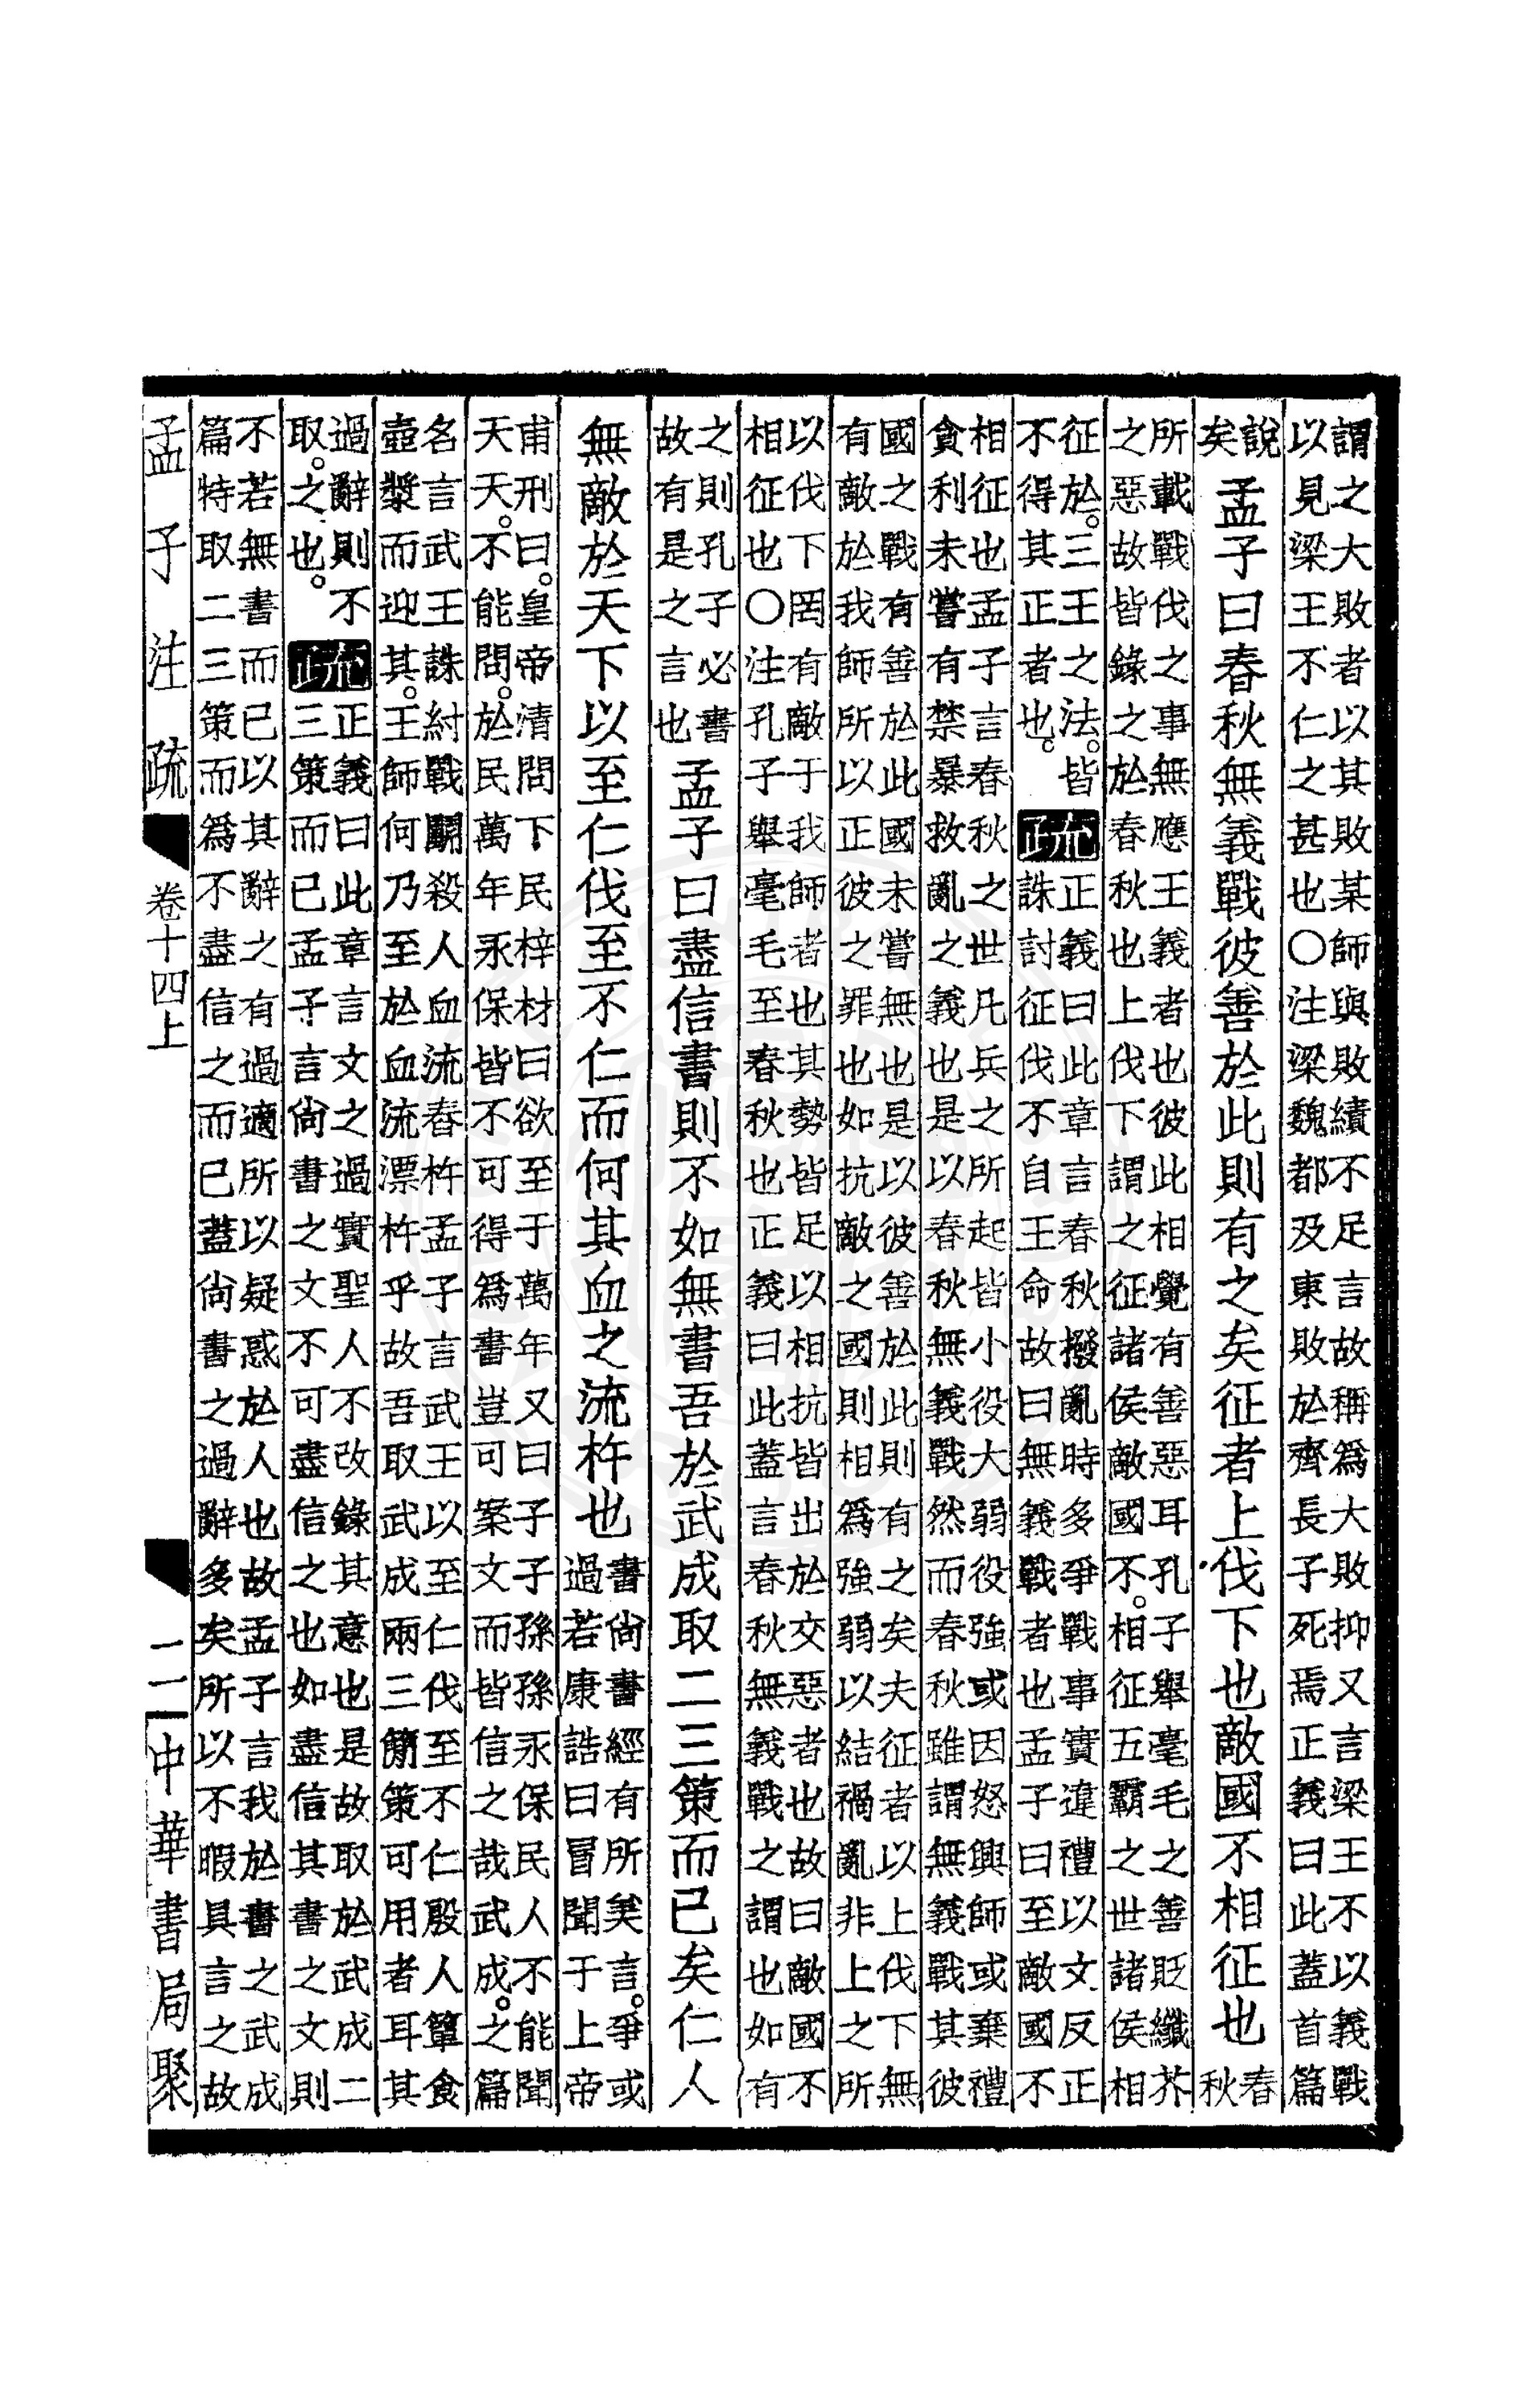 謂之大敗者以其敗某師與敗績不足言故稱爲大敗抑又言梁王不以義戰
以見梁王不仁之甚也○注梁魏都及東敗於齊長子死焉正義曰此蓋首篇
說
矣
孟子曰春秋無義戰彼善於此則有之矣征者上伐下也敵國不相征也
春
秋
所載戰伐之事無應王義者也彼此相覺有善惡耳孔子舉毫毛之善貶纖芥
之惡故皆錄之於春秋也上伐下謂之征諸侯敵國不。相征五霸之世諸侯相
征於。三王之法。皆
不得其正者也。
疏
正義曰此章言春秋撥亂時多爭戰事實違禮以文反正
誅討征伐不自王命故曰無義戰者也孟子曰至敵國不
相征也孟子言春秋之世凡兵之所起皆小役大弱役強或因怒興師或棄禮
貪利未嘗有禁暴救亂之義也是以春秋無義戰然而春秋雖謂無義戰其彼
國之戰有善於此國未嘗無也是以彼善於此則有之矣夫征者以上伐下無
有敵於我師所以正彼之罪也如抗敵之國則相爲強弱以結禍亂非上之所
以伐下罔有敵于我師者也其勢皆足以相抗皆出於交惡者也故曰敵國不
相征也○注孔子舉毫毛至春秋也正義曰此蓋言春秋無義戰之謂也如有
之則孔子必書
故有是之言也
孟子曰盡信書則不如無書吾於武成取二三策而已矣仁人
無敵於天下以至仁伐至不仁而何其血之流杵也
書尚書經有所美言。爭或
過若康誥曰冒聞于上帝
甫刑曰。皇帝清問下民梓材曰欲至于萬年又曰子子孫孫永保民人不能聞
天天。不能問。於民萬年永保皆不可得爲書豈可案文而皆信之哉武成。之篇
名言武王誅紂戰鬭殺人血流舂杵孟子言武王以至仁伐至不仁殷人簞食
壺漿而迎其。王師何乃至於血流漂杵乎故吾取武成兩三簡策可用者耳其
過辭則不
取。之也。
疏
正義曰此章言文之過實聖人不改錄其意也是故取於武成二
三策而已孟子言尚書之文不可盡信之也如盡信其書之文則
不若無書而已以其辭之有過適所以疑惑於人也故孟子言我於書之武成
篇特取二三策而爲不盡信之而已蓋尚書之過辭多矣所以不暇具言之故
孟子注疏 卷十四上 二一中華書局聚